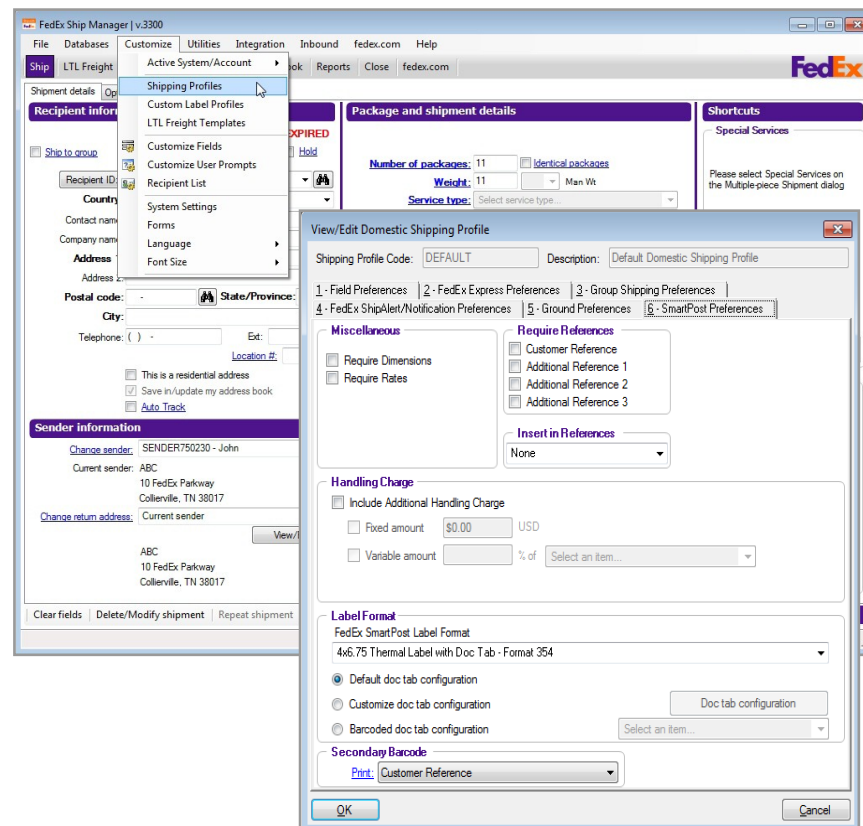 FedEx Ship Manager | v.3300
File Databases Customize Utilities Integration Inbound fedex.com Help
Ship LTL Freight ok Reports Close fedex.com
FedEx
Active System/Account
Shipping Profiles
Custom Label Profiles
LTL Freight Templates
Customize Fields
Customize User Prompts
Recipient List
System Settings
Forms
Language
Font Size
Shipment details Op
Recipient infor
XPIRED
Ship to group
Hold
Recipient ID:
Country
Contact nam
Company nam
Address 1
Address 2:
Postal code: - State/Province:
City:
Telephone: ( ) - Ext:
Location #:
This is a residential address
Save in/update my address book
Auto Track
Sender information
Change sender: SENDER750230 - John
Current sender: ABC
10 FedEx Parkway
Collierville, TN 38017
Change return address: Current sender
View/
ABC
10 FedEx Parkway
Collierville, TN 38017
Clear fields Delete/Modify shipment Repeat shipment
Package and shipment details
Number of packages: 11 Identical packages
Weight: 11 Man Wt
Service type: Select service type...
Shortcuts
Special Services
Please select Special Services on
the Multiple-piece Shipment dialog
View/Edit Domestic Shipping Profile
Shipping Profile Code: DEFAULT Description: Default Domestic Shipping Profile
1 - Field Preferences 2 - FedEx Express Preferences 3 - Group Shipping Preferences
4 - FedEx ShipAlert/Notification Preferences 5 - Ground Preferences 6 - SmartPost Preferences
Miscellaneous
Require Dimensions
Require Rates
Require References
Customer Reference
Additional Reference 1
Additional Reference 2
Additional Reference 3
Insert in References
None
Handling Charge
Include Additional Handling Charge
Fixed amount $0.00 USD
Variable amount % of Select an item...
Label Format
FedEx SmartPost Label Format
4x6.75 Thermal Label with Doc Tab - Format 354
Default doc tab configuration
Customize doc tab configuration Doc tab configuration
Barcoded doc tab configuration Select an item...
Secondary Barcode
Print: Customer Reference
OK Cancel